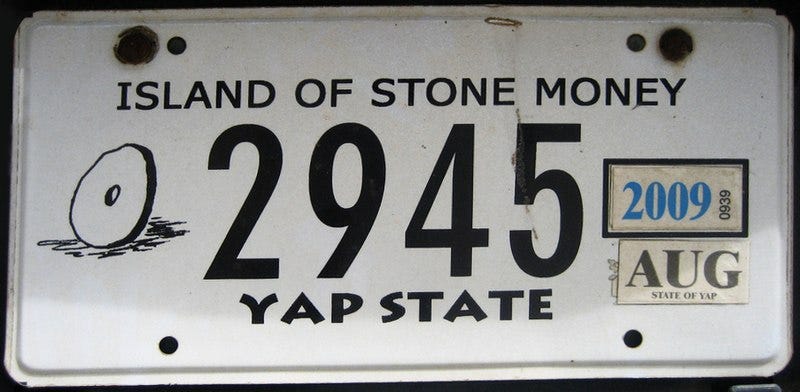 ISLAND OF STONE MONEY
2945
2009 0939
AUG
STATE OF YAP
YAP STATE